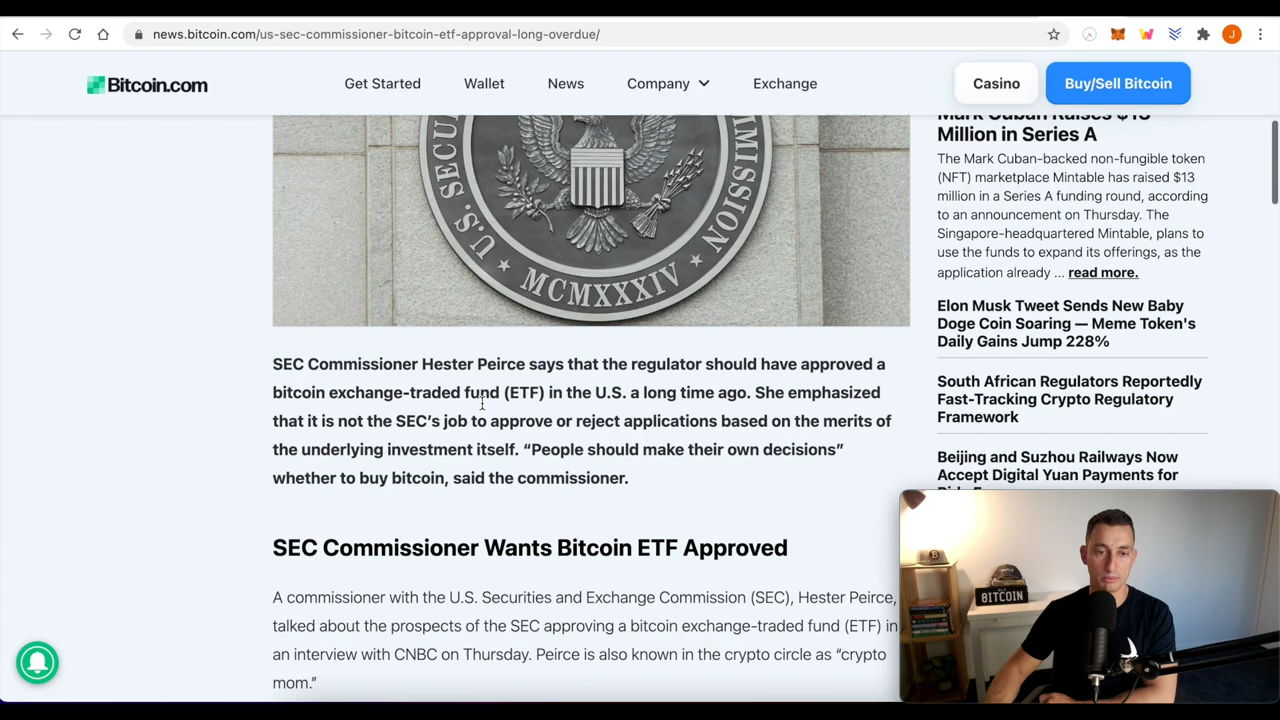 news.bitcoin.com/us-sec-commissioner-bitcoin-etf-approval-long-overdue/
J
Bitcoin.com
Get Started
Wallet
News
Company
Exchange
Casino
Buy/Sell Bitcoin
U.S. SECU
MMISSION
MCMXXXIV
SEC Commissioner Hester Peirce says that the regulator should have approved a
bitcoin exchange-traded fund (ETF) in the U.S. a long time ago. She emphasized
that it is not the SEC’s job to approve or reject applications based on the merits of
the underlying investment itself. “People should make their own decisions”
whether to buy bitcoin, said the commissioner.
SEC Commissioner Wants Bitcoin ETF Approved
A commissioner with the U.S. Securities and Exchange Commission (SEC), Hester Peirce,
talked about the prospects of the SEC approving a bitcoin exchange-traded fund (ETF) in
an interview with CNBC on Thursday. Peirce is also known in the crypto circle as “crypto
mom.”
Mark Cuban Raises $13
Million in Series A
The Mark Cuban-backed non-fungible token
(NFT) marketplace Mintable has raised $13
million in a Series A funding round, according
to an announcement on Thursday. The
Singapore-headquartered Mintable, plans to
use the funds to expand its offerings, as the
application already ... read more.
Elon Musk Tweet Sends New Baby
Doge Coin Soaring — Meme Token's
Daily Gains Jump 228%
South African Regulators Reportedly
Fast-Tracking Crypto Regulatory
Framework
Beijing and Suzhou Railways Now
Accept Digital Yuan Payments for
BITCOIN